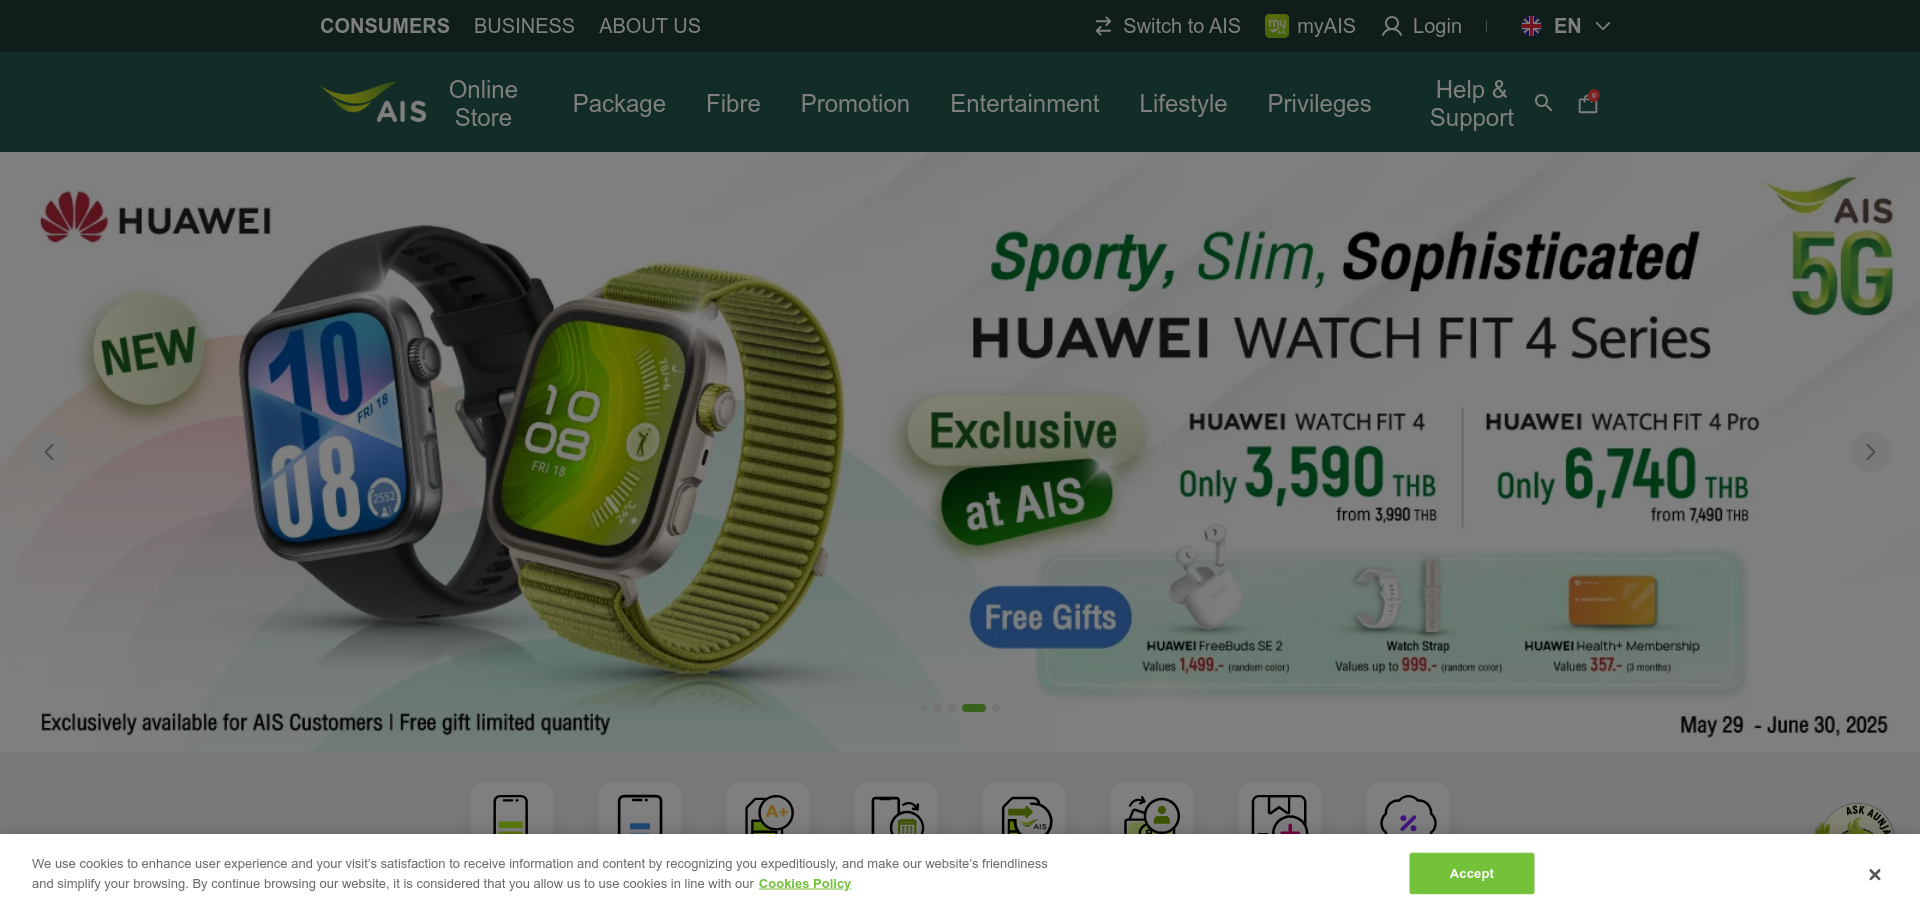 CONSUMERS BUSINESS ABOUT US Switch to AIS my myAIS Login EN
AIS Online Store Package Fibre Promotion Entertainment Lifestyle Privileges Help & Support 0
HUAWEI
AIS
5G
Sporty, Slim, Sophisticated
HUAWEI WATCH FIT 4 Series
NEW
10
08
FRI 18
2552
10
08
FRI 18
24°C
Exclusive
at AIS
HUAWEI WATCH FIT 4
Only 3,590 THB
from 3,990 THB
HUAWEI WATCH FIT 4 Pro
Only 6,740 THB
from 7,490 THB
Free Gifts
HUAWEI FreeBuds SE 2
Values 1,499.- (random color)
Watch Strap
Values up to 999.- (random color)
HUAWEI Health+ Membership
Values 357.- (3 months)
Exclusively available for AIS Customers | Free gift limited quantity
May 29 - June 30, 2025
A+
AIS
%
ASK AUNJAI
We use cookies to enhance user experience and your visit's satisfaction to receive information and content by recognizing you expeditiously, and make our website's friendliness
and simplify your browsing. By continue browsing our website, it is considered that you allow us to use cookies in line with our Cookies Policy
Accept